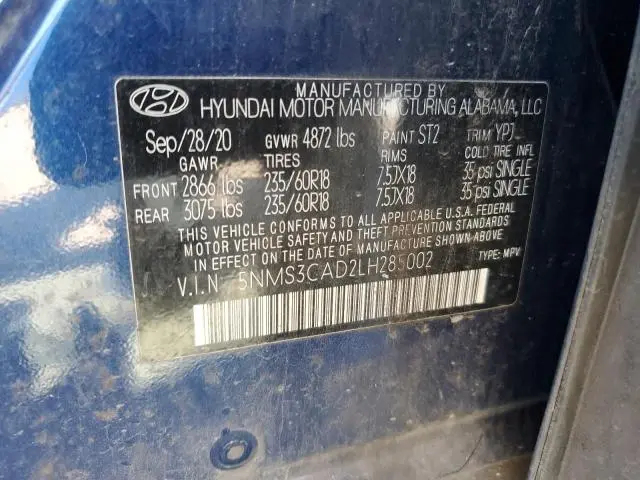 MANUFACTURED BY
HYUNDAI MOTOR MANUFACTURING ALABAMA, LLC
Sep/28/20 GVWR 4872 lbs PAINT ST2 TRIM YPJ
GAWR TIRES RIMS COLD TIRE INFL
FRONT 2866 lbs 235/60R18 7.5JX18 35 psi SINGLE
REAR 3075 lbs 235/60R18 7.5JX18 35 psi SINGLE
THIS VEHICLE CONFORMS TO ALL APPLICABLE U.S.A. FEDERAL
MOTOR VEHICLE SAFETY AND THEFT PREVENTION STANDARDS
IN EFFECT ON THE DATE OF MANUFACTURE SHOWN ABOVE
V.I.N 5NMS3CAD2LH285002 TYPE: MPV